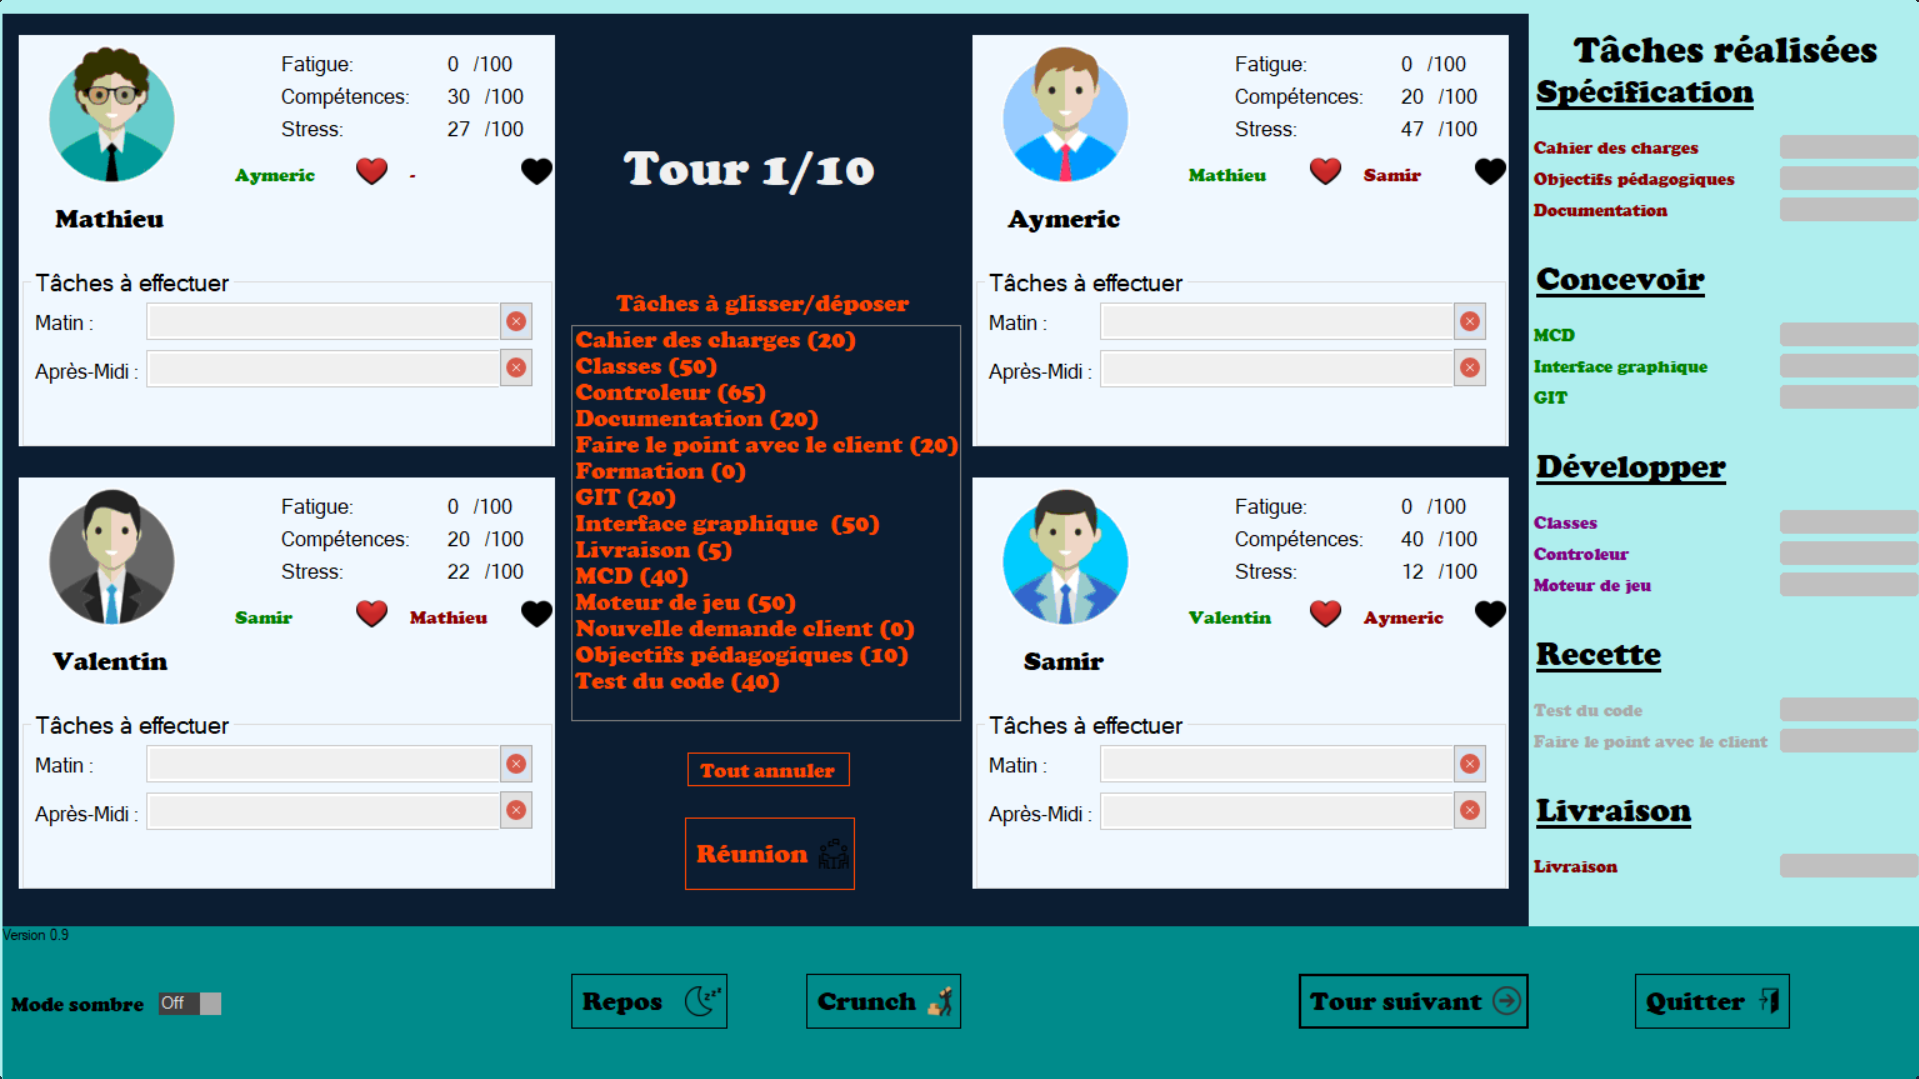 Fatigue: 0 /100
Compétences: 30 /100
Stress: 27 /100
Aymeric -
Mathieu
Tâches à effectuer
Matin :
Après-Midi :
Fatigue: 0 /100
Compétences: 20 /100
Stress: 22 /100
Samir Mathieu
Valentin
Tâches à effectuer
Matin :
Après-Midi :
Tour 1/10
Tâches à glisser/déposer
Cahier des charges (20)
Classes (50)
Controleur (65)
Documentation (20)
Faire le point avec le client (20)
Formation (0)
GIT (20)
Interface graphique (50)
Livraison (5)
MCD (40)
Moteur de jeu (50)
Nouvelle demande client (0)
Objectifs pédagogiques (10)
Test du code (40)
Tout annuler
Réunion
Fatigue: 0 /100
Compétences: 20 /100
Stress: 47 /100
Mathieu Samir
Aymeric
Tâches à effectuer
Matin :
Après-Midi :
Fatigue: 0 /100
Compétences: 40 /100
Stress: 12 /100
Valentin Aymeric
Samir
Tâches à effectuer
Matin :
Après-Midi :
Tâches réalisées
Spécification
Cahier des charges
Objectifs pédagogiques
Documentation
Concevoir
MCD
Interface graphique
GIT
Développer
Classes
Controleur
Moteur de jeu
Recette
Test du code
Faire le point avec le client
Livraison
Livraison
Version 0.9
Mode sombre Off
Repos zzz
Crunch
Tour suivant
Quitter